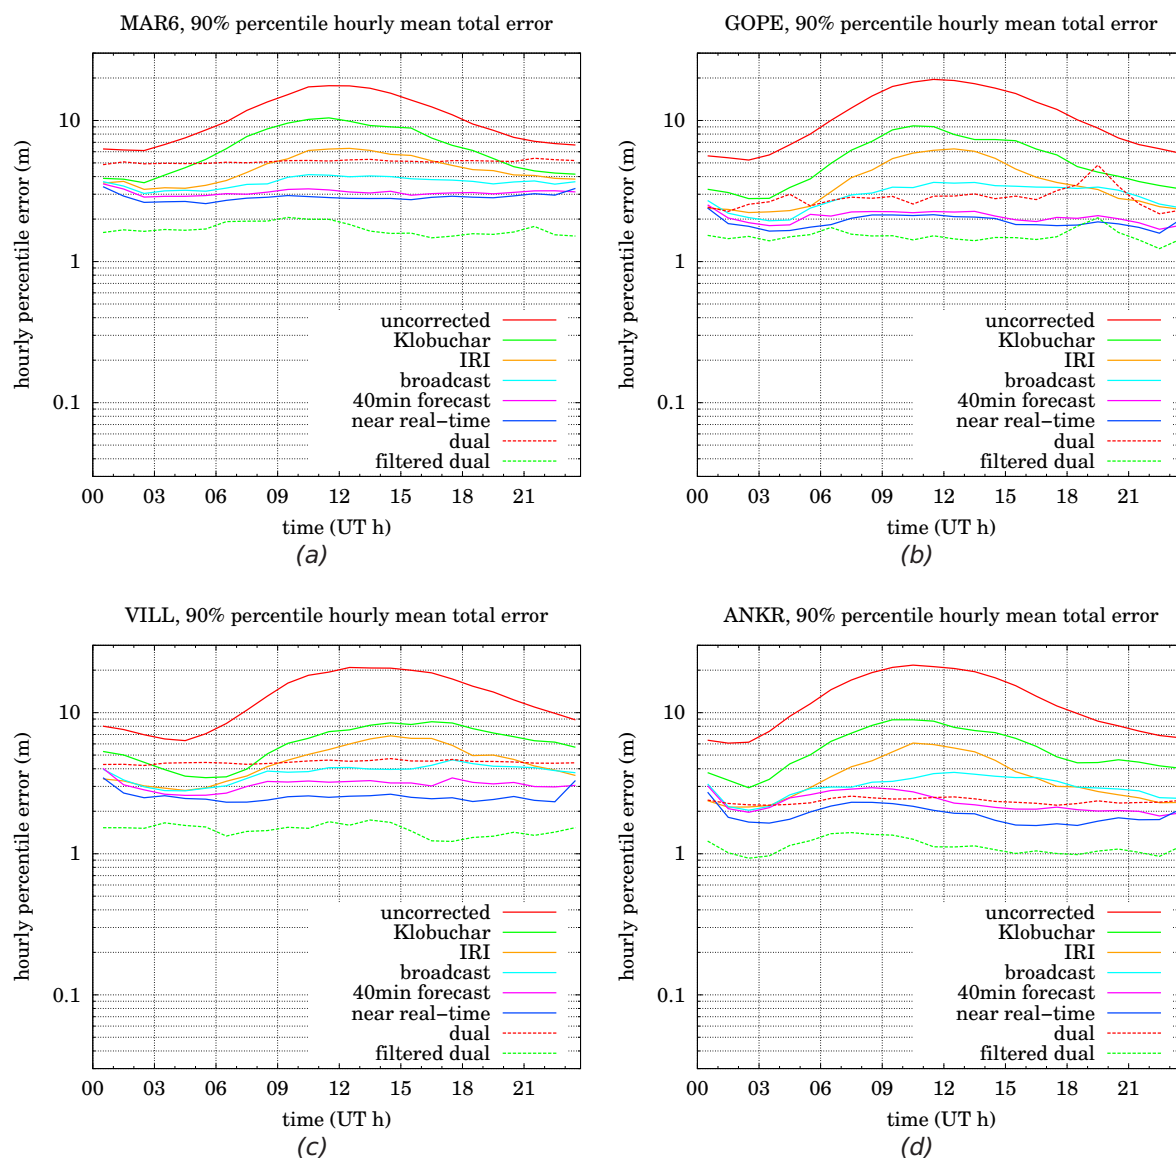 MAR6, 90% percentile hourly mean total error
hourly percentile error (m)
10
1
0.1
uncorrected
Klobuchar
IRI
broadcast
40min forecast
near real-time
dual
filtered dual
00 03 06 09 12 15 18 21
time (UT h)
(a)
GOPE, 90% percentile hourly mean total error
hourly percentile error (m)
10
1
0.1
uncorrected
Klobuchar
IRI
broadcast
40min forecast
near real-time
dual
filtered dual
00 03 06 09 12 15 18 21
time (UT h)
(b)
VILL, 90% percentile hourly mean total error
hourly percentile error (m)
10
1
0.1
uncorrected
Klobuchar
IRI
broadcast
40min forecast
near real-time
dual
filtered dual
00 03 06 09 12 15 18 21
time (UT h)
(c)
ANKR, 90% percentile hourly mean total error
hourly percentile error (m)
10
1
0.1
uncorrected
Klobuchar
IRI
broadcast
40min forecast
near real-time
dual
filtered dual
00 03 06 09 12 15 18 21
time (UT h)
(d)